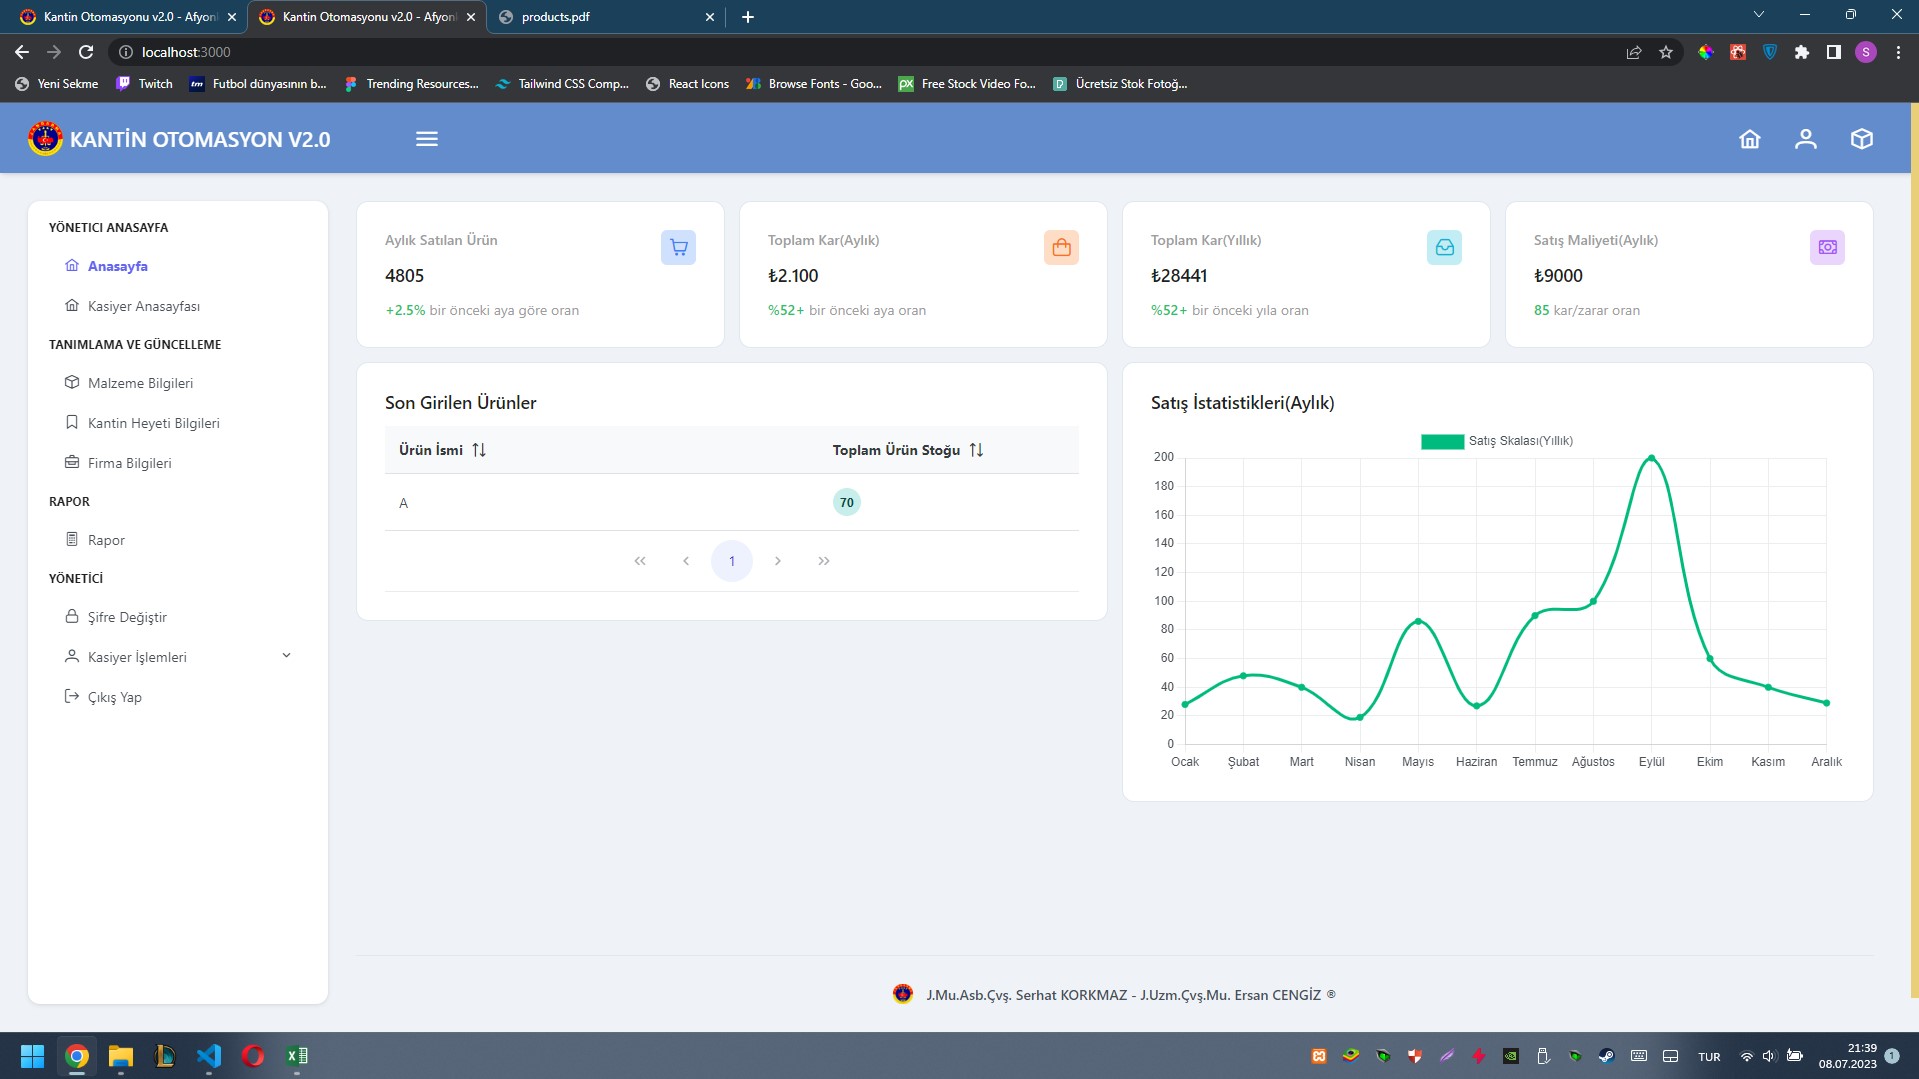 Kantin Otomasyonu v2.0 - Afyon
Kantin Otomasyonu v2.0 - Afyon
products.pdf
localhost:3000
S
Yeni Sekme
Twitch
Futbol dünyasının b...
Trending Resources...
Tailwind CSS Comp...
React Icons
Browse Fonts - Goo...
Free Stock Video Fo...
Ücretsiz Stok Fotoğ...
KANTİN OTOMASYON V2.0
YÖNETICI ANASAYFA
Anasayfa
Kasiyer Anasayfası
TANIMLAMA VE GÜNCELLEME
Malzeme Bilgileri
Kantin Heyeti Bilgileri
Firma Bilgileri
RAPOR
Rapor
YÖNETİCİ
Şifre Değiştir
Kasiyer İşlemleri
Çıkış Yap
Aylık Satılan Ürün
4805
+2.5% bir önceki aya göre oran
Toplam Kar(Aylık)
₺2.100
%52+ bir önceki aya oran
Toplam Kar(Yıllık)
₺28441
%52+ bir önceki yıla oran
Satış Maliyeti(Aylık)
₺9000
85 kar/zarar oran
Son Girilen Ürünler
Ürün İsmi
Toplam Ürün Stoğu
A
70
1
Satış İstatistikleri(Aylık)
Satış Skalası(Yıllık)
200
180
160
140
120
100
80
60
40
20
0
Ocak Şubat Mart Nisan Mayıs Haziran Temmuz Ağustos Eylül Ekim Kasım Aralık
J.Mu.Asb.Çvş. Serhat KORKMAZ - J.Uzm.Çvş.Mu. Ersan CENGİZ ®
TUR
21:39
08.07.2023
1